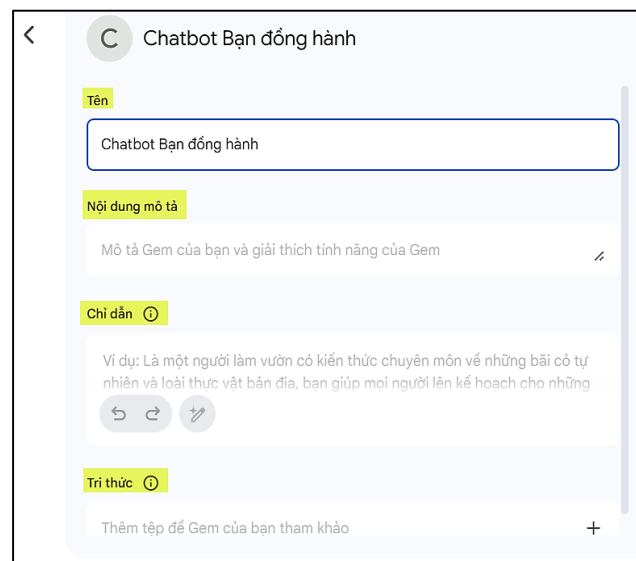 C Chatbot Bạn đồng hành
Tên
Chatbot Bạn đồng hành
Nội dung mô tả
Mô tả Gem của bạn và giải thích tính năng của Gem
Chỉ dẫn
Ví dụ: Là một người làm vườn có kiến thức chuyên môn về những bãi cỏ tự
nhiên và loài thực vật bản địa, bạn giúp mọi người lên kế hoạch cho những
Tri thức
Thêm tệp để Gem của bạn tham khảo